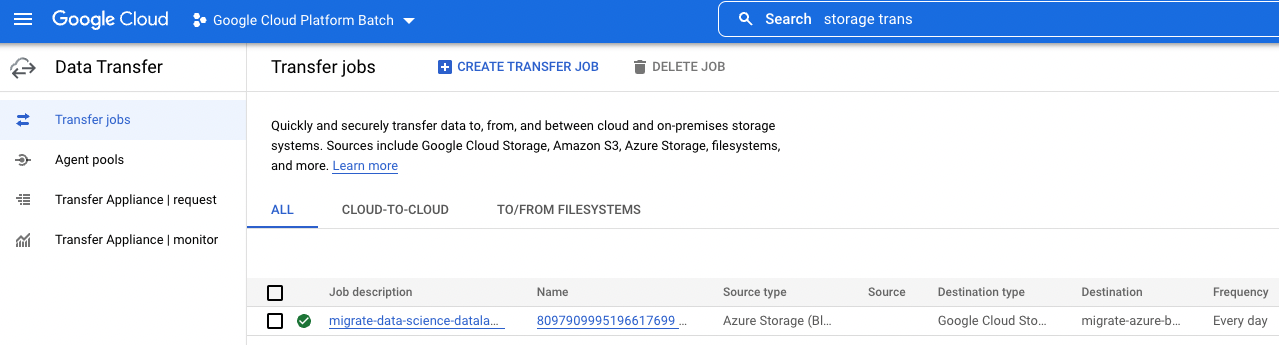 Google Cloud
Google Cloud Platform Batch
Search storage trans
Data Transfer
Transfer jobs
CREATE TRANSFER JOB
DELETE JOB
Transfer jobs
Agent pools
Transfer Appliance | request
Transfer Appliance | monitor
Quickly and securely transfer data to, from, and between cloud and on-premises storage
systems. Sources include Google Cloud Storage, Amazon S3, Azure Storage, filesystems,
and more. Learn more
ALL CLOUD-TO-CLOUD TO/FROM FILESYSTEMS
Job description Name Source type Source Destination type Destination Frequency
migrate-data-science-datala… 8097909995196617699 … Azure Storage (Bl… Google Cloud Sto… migrate-azure-b… Every day